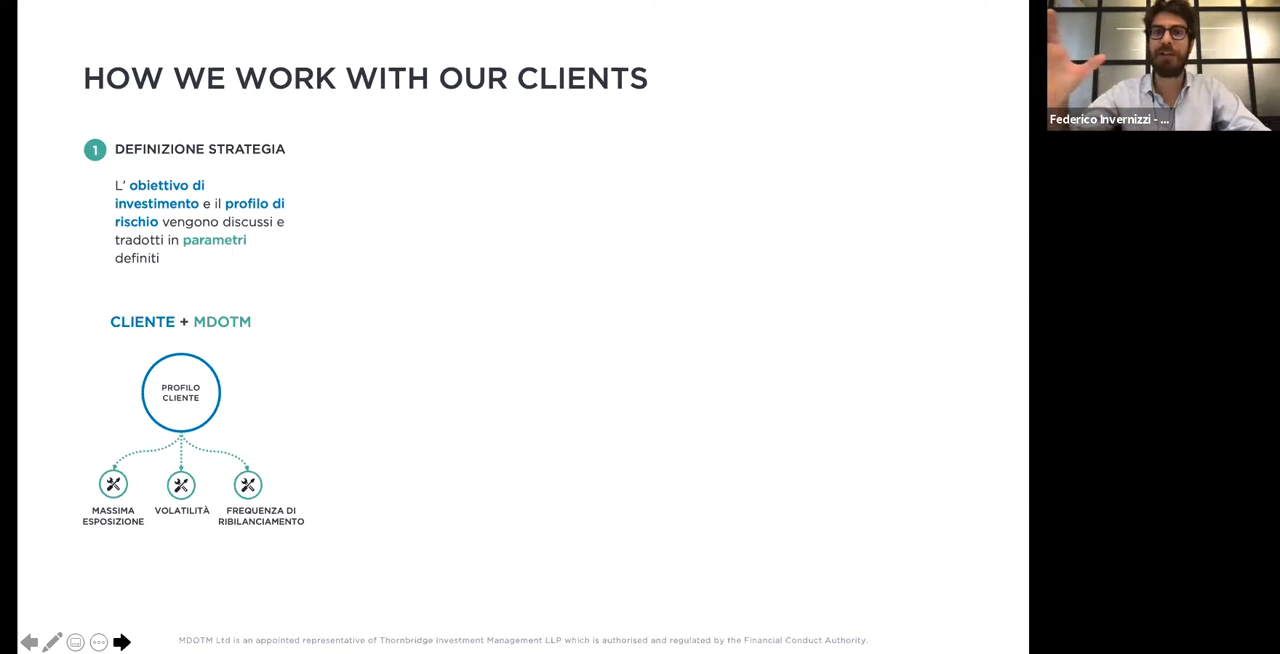 HOW WE WORK WITH OUR CLIENTS
Federico Invernizzi - ...
1 DEFINIZIONE STRATEGIA
L' obiettivo di
investimento e il profilo di
rischio vengono discussi e
tradotti in parametri
definiti
CLIENTE + MDOTM
PROFILO
CLIENTE
MASSIMA
ESPOSIZIONE
VOLATILITÀ
FREQUENZA DI
RIBILANCIAMENTO
MDOTM Ltd is an appointed representative of Thornbridge Investment Management LLP which is authorised and regulated by the Financial Conduct Authority.